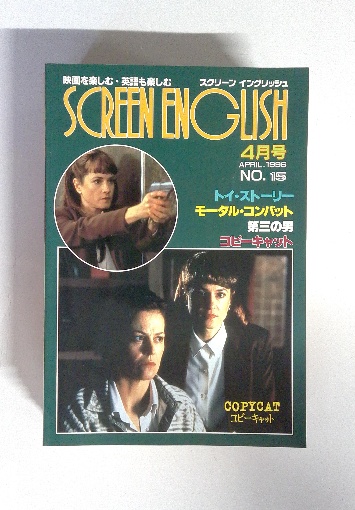 映画を楽しむ・英語も楽しむ スクリーン イングリッシュ
SCREEN ENGLISH
4月号
APRIL.1996
NO. 15
トイ・ストーリー
モータル・コンバット
第三の男
コピーキャット
COPYCAT
コピーキャット